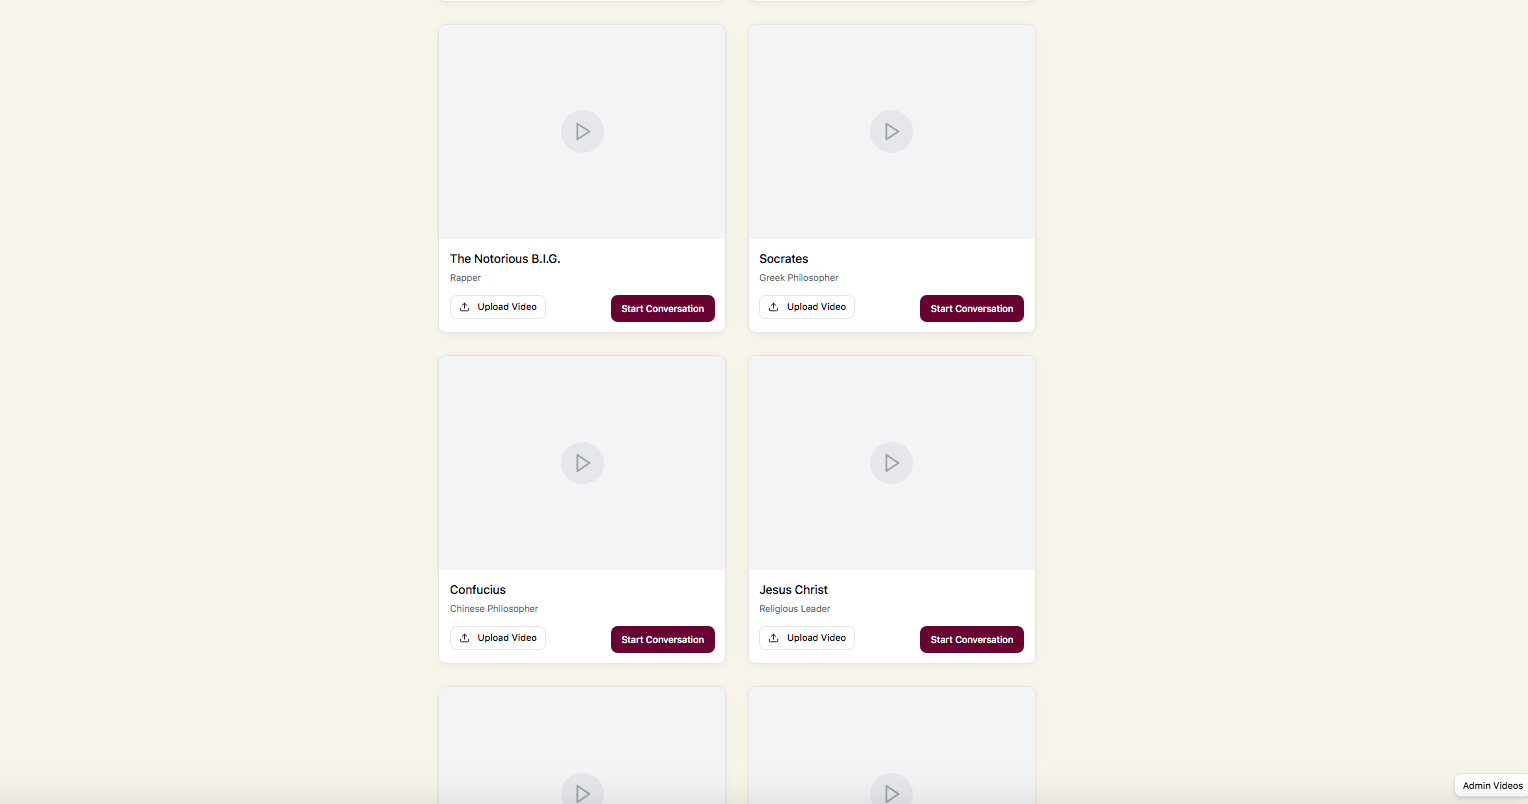 The Notorious B.I.G.
Rapper
Upload Video
Start Conversation
Socrates
Greek Philosopher
Upload Video
Start Conversation
Confucius
Chinese Philosopher
Upload Video
Start Conversation
Jesus Christ
Religious Leader
Upload Video
Start Conversation
Admin Videos